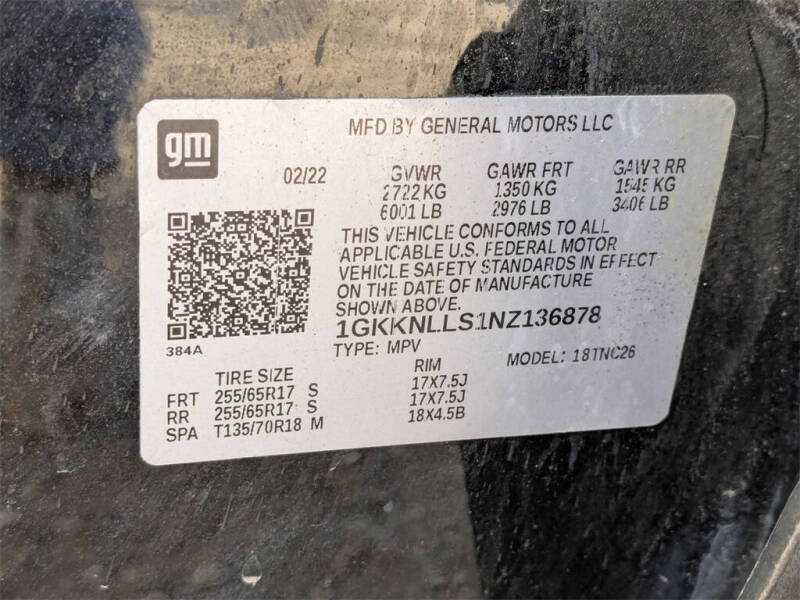 gm
MFD BY GENERAL MOTORS LLC
02/22 GVWR GAWR FRT GAWR RR
2722 KG 1350 KG 1545 KG
6001 LB 2976 LB 3406 LB
THIS VEHICLE CONFORMS TO ALL
APPLICABLE U.S. FEDERAL MOTOR
VEHICLE SAFETY STANDARDS IN EFFECT
ON THE DATE OF MANUFACTURE
SHOWN ABOVE.
1GKKNLLS1NZ136878
384A
TYPE: MPV MODEL: 18TNC26
TIRE SIZE RIM
FRT 255/65R17 S 17X7.5J
RR 255/65R17 S 17X7.5J
SPA T135/70R18 M 18X4.5B